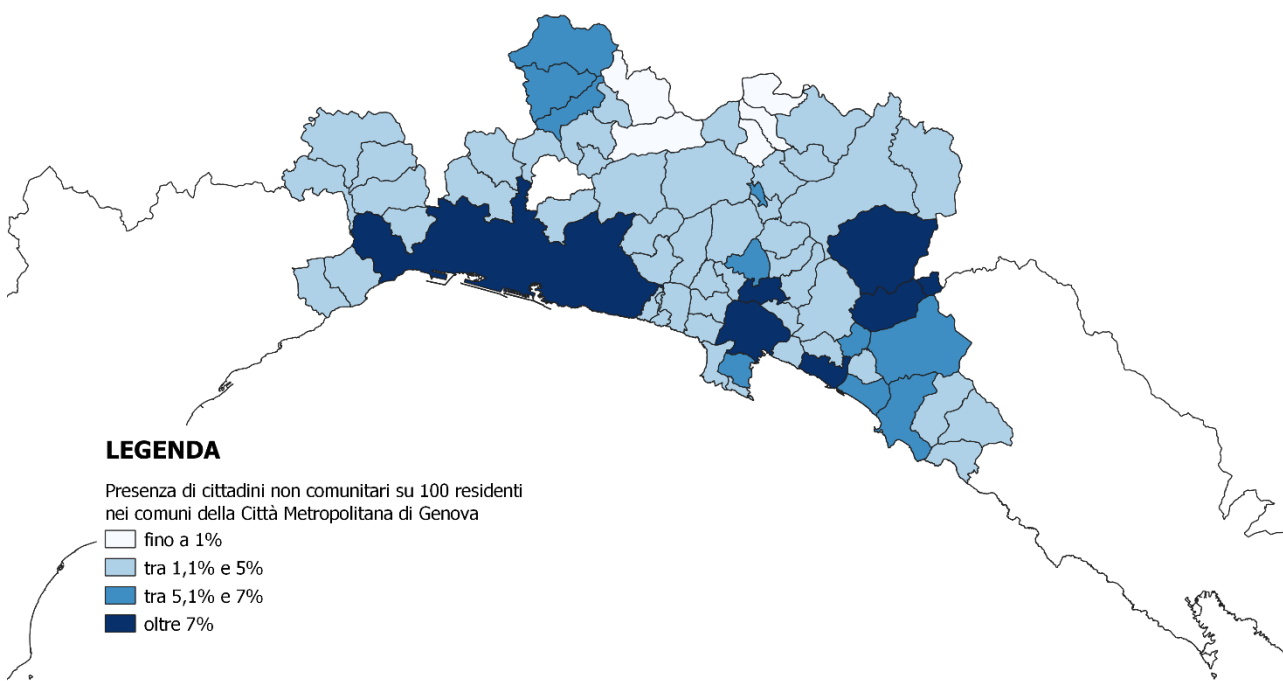 LEGENDA
Presenza di cittadini non comunitari su 100 residenti
nei comuni della Città Metropolitana di Genova
fino a 1%
tra 1,1% e 5%
tra 5,1% e 7%
oltre 7%